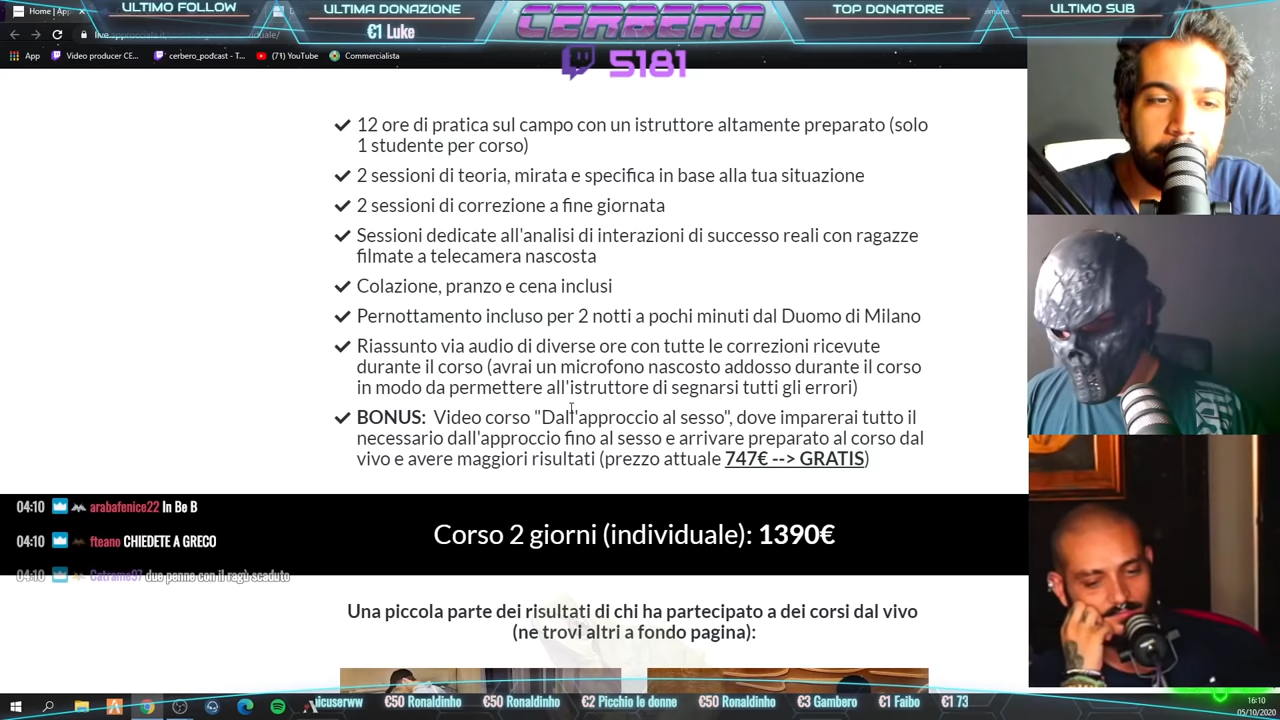 ULTIMO FOLLOW
ULTIMA DONAZIONE
€1 Luke
CERBERO
TOP DONATORE
ULTIMO SUB
Home | App
App
Video producer CE...
cerbero_podcast - T...
(71) YouTube
Commercialista
5181
12 ore di pratica sul campo con un istruttore altamente preparato (solo
1 studente per corso)
2 sessioni di teoria, mirata e specifica in base alla tua situazione
2 sessioni di correzione a fine giornata
Sessioni dedicate all'analisi di interazioni di successo reali con ragazze
filmate a telecamera nascosta
Colazione, pranzo e cena inclusi
Pernottamento incluso per 2 notti a pochi minuti dal Duomo di Milano
Riassunto via audio di diverse ore con tutte le correzioni ricevute
durante il corso (avrai un microfono nascosto addosso durante il corso
in modo da permettere all'istruttore di segnarsi tutti gli errori)
BONUS: Video corso "Dall'approccio al sesso", dove imparerai tutto il
necessario dall'approccio fino al sesso e arrivare preparato al corso dal
vivo e avere maggiori risultati (prezzo attuale 747€ --> GRATIS)
04:10 arabafenice22 In Be B
04:10 fteano CHIEDETE A GRECO
04:10 Catrame97 due penne con il ragù scaduto
Corso 2 giorni (individuale): 1390€
Una piccola parte dei risultati di chi ha partecipato a dei corsi dal vivo
(ne trovi altri a fondo pagina):
icuserww €50 Ronaldinho €50 Ronaldinho €2 Picchio le donne €50 Ronaldinho €3 Gambero €1 Faibo €1 73
16:10
05/10/2020